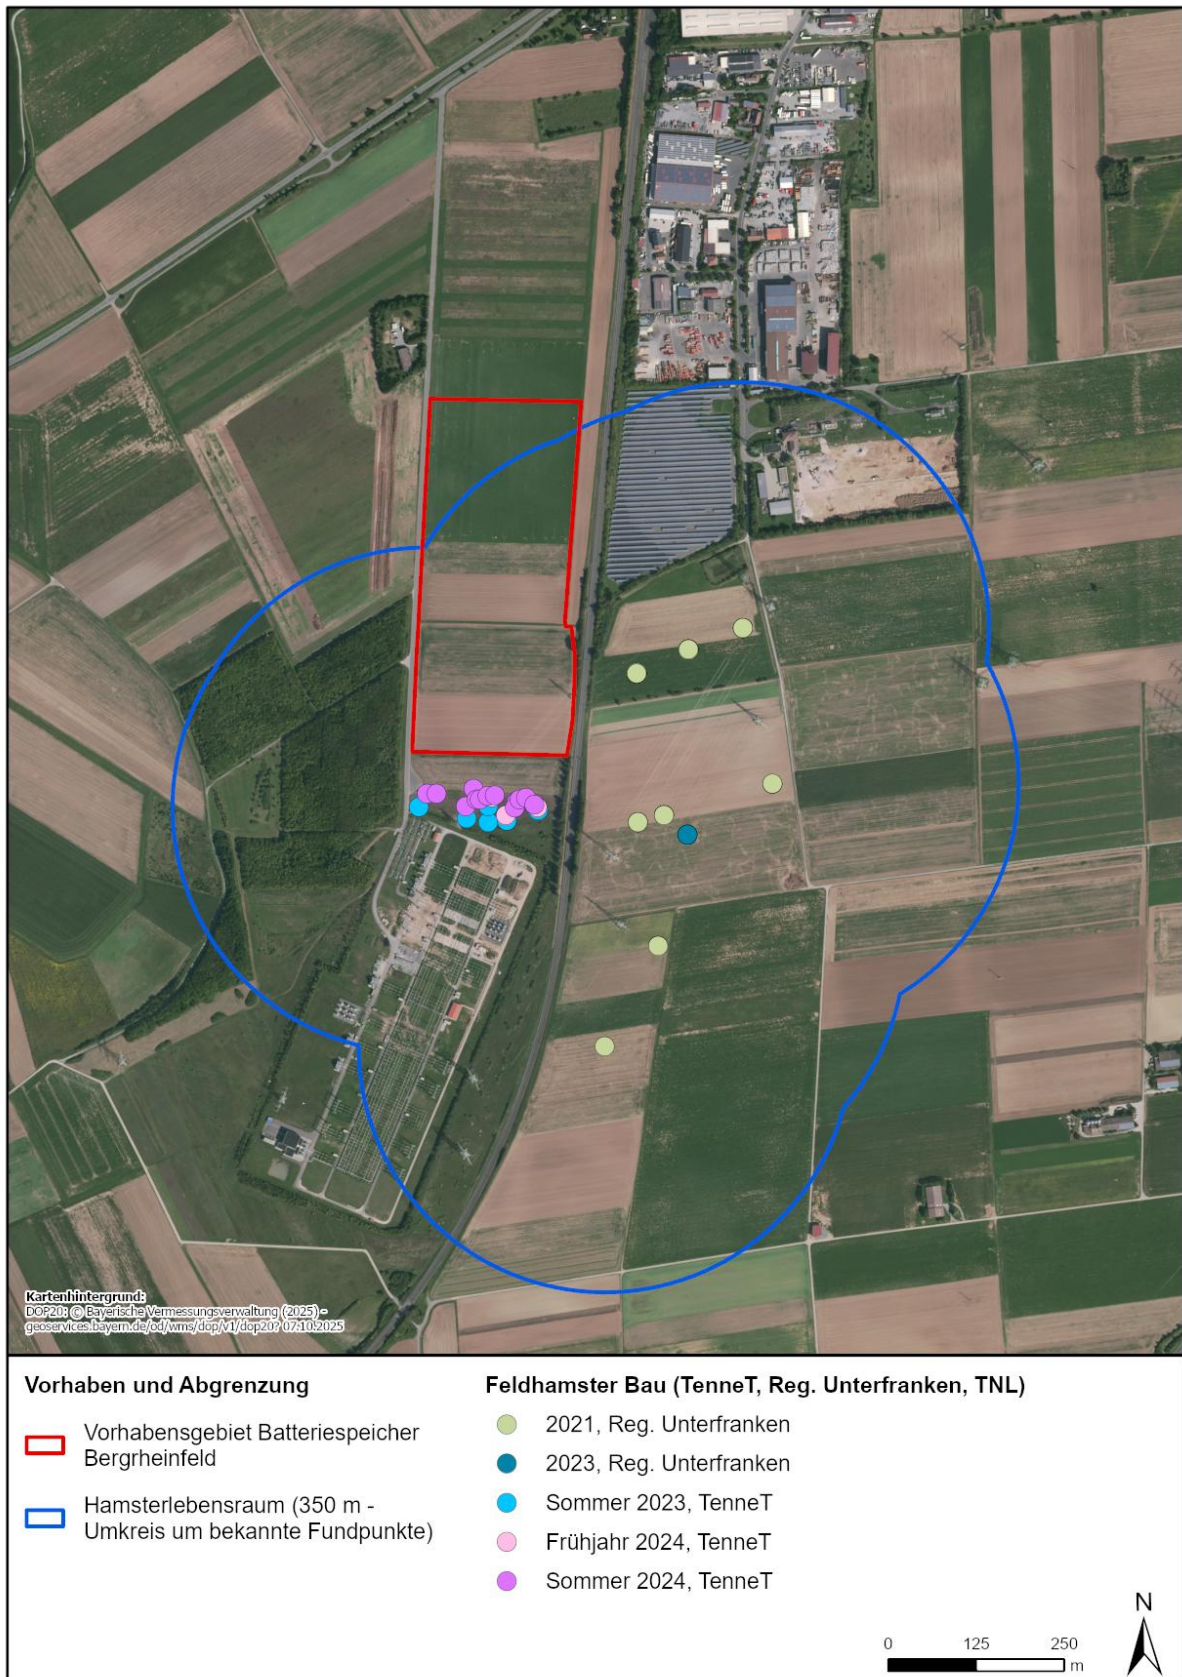 Kartenhintergrund:
DOP20: © Bayerische Vermessungsverwaltung (2025) -
geoservices.bayern.de/od/wms/dop/v1/dop20? 07.10.2025
Vorhaben und Abgrenzung
Vorhabensgebiet Batteriespeicher
Bergrheinfeld
Hamsterlebensraum (350 m -
Umkreis um bekannte Fundpunkte)
Feldhamster Bau (TenneT, Reg. Unterfranken, TNL)
2021, Reg. Unterfranken
2023, Reg. Unterfranken
Sommer 2023, TenneT
Frühjahr 2024, TenneT
Sommer 2024, TenneT
N
0 125 250
m